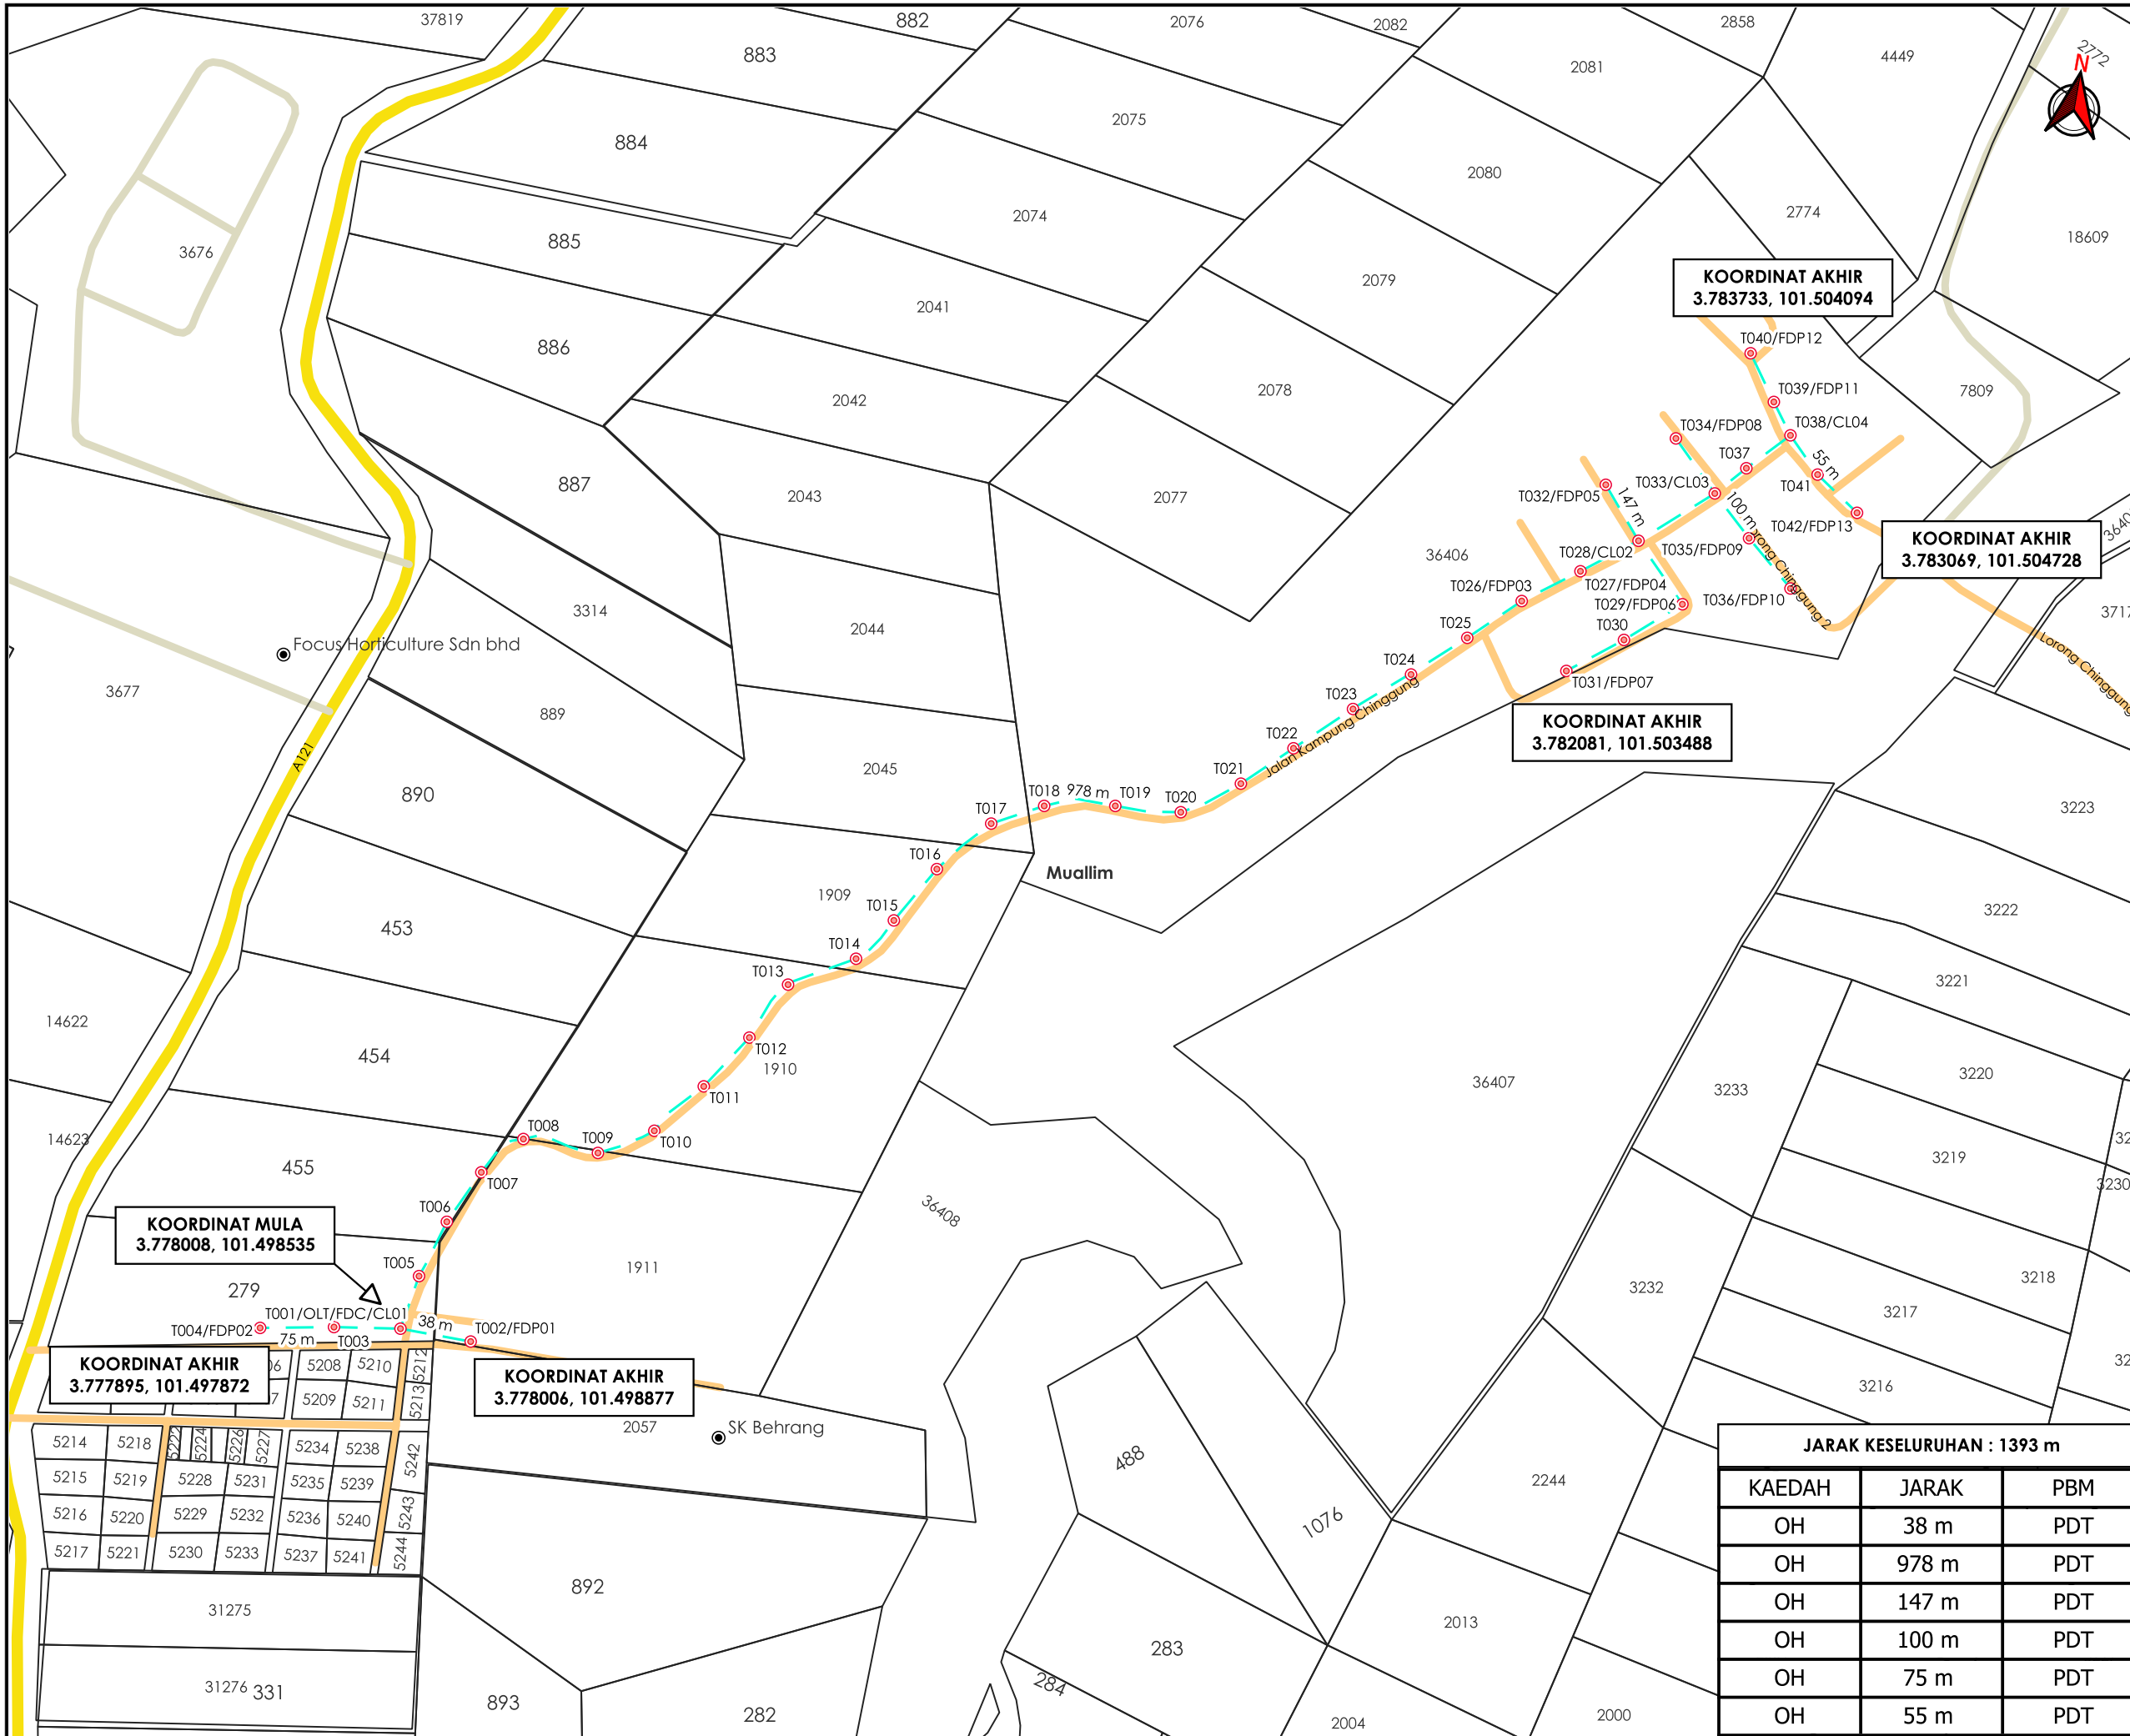 37819
882
2076
2082
2858
883
2081
4449
2772
N
884
2075
2080
2774
18609
3676
885
2074
2079
KOORDINAT AKHIR
3.783733, 101.504094
2041
886
T040/FDP12
2042
2078
T039/FDP11
7809
T034/FDP08
T038/CL04
55 m
T037
887
2043
2077
T032/FDP05
147 m
T033/CL03
T041
100 m
T042/FDP13
36406
T028/CL02
T035/FDP09
Lorong Chinggung 2
KOORDINAT AKHIR
3.783069, 101.504728
T026/FDP03
T027/FDP04
T029/FDP06
T036/FDP10
3717
3314
2044
T025
T030
Focus Horticulture Sdn bhd
Lorong Chinggung
3677
T024
T031/FDP07
889
T023
Jalan Kampung Chinggung
KOORDINAT AKHIR
3.782081, 101.503488
A121
T022
2045
T021
890
T018
978 m
T019
T020
3223
T017
T016
Muallim
1909
T015
3222
453
T014
T013
3221
14622
454
T012
1910
T011
36407
3220
3233
14623
T008
T009
T010
455
3219
T007
3230
T006
36408
KOORDINAT MULA
3.778008, 101.498535
T005
1911
3218
279
3232
T001/OLT/FDC/CL01
3217
T004/FDP02
75 m
T003
38 m
T002/FDP01
KOORDINAT AKHIR
3.777895, 101.497872
5208
5210
5212
5209
5211
5213
KOORDINAT AKHIR
3.778006, 101.498877
3216
2057
SK Behrang
5214
5218
5222
5224
5226
5227
5234
5238
5242
488
JARAK KESELURUHAN : 1393 m
5215
5219
5228
5231
5235
5239
2244
KAEDAH JARAK PBM
5216
5220
5229
5232
5236
5240
5243
1076
OH 38 m PDT
5217
5221
5230
5233
5237
5241
5244
OH 978 m PDT
892
OH 147 m PDT
31275
2013
283
OH 100 m PDT
31276
331
893
282
284
OH 75 m PDT
2004
2000
OH 55 m PDT